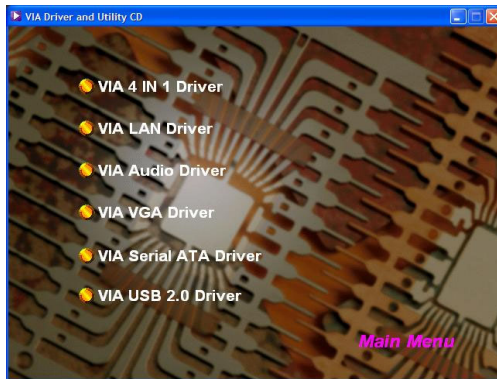 VIA Driver and Utility CD
VIA 4 IN 1 Driver
VIA LAN Driver
VIA Audio Driver
VIA VGA Driver
VIA Serial ATA Driver
VIA USB 2.0 Driver
Main Menu